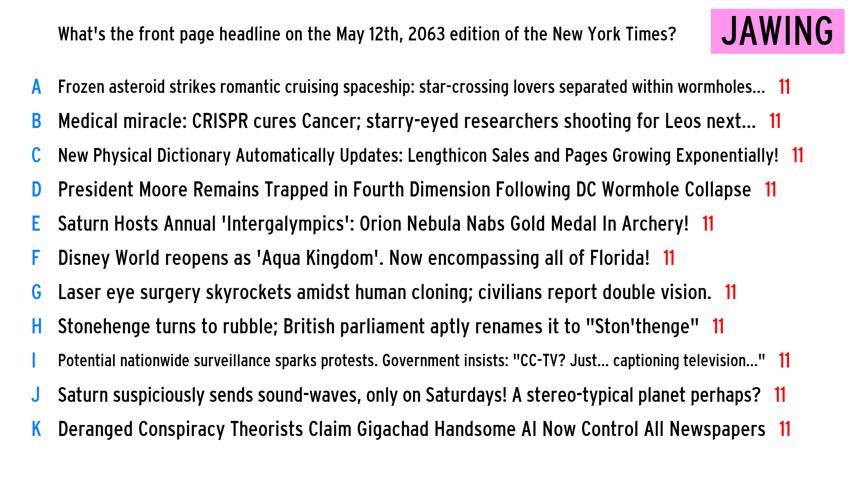 What's the front page headline on the May 12th, 2063 edition of the New York Times?
JAWING
A Frozen asteroid strikes romantic cruising spaceship: star-crossing lovers separated within wormholes... 11
B Medical miracle: CRISPR cures Cancer; starry-eyed researchers shooting for Leos next... 11
C New Physical Dictionary Automatically Updates: Lengthicon Sales and Pages Growing Exponentially! 11
D President Moore Remains Trapped in Fourth Dimension Following DC Wormhole Collapse 11
E Saturn Hosts Annual 'Intergalympics': Orion Nebula Nabs Gold Medal In Archery! 11
F Disney World reopens as 'Aqua Kingdom'. Now encompassing all of Florida! 11
G Laser eye surgery skyrockets amidst human cloning; civilians report double vision. 11
H Stonehenge turns to rubble; British parliament aptly renames it to "Ston'thenge" 11
I Potential nationwide surveillance sparks protests. Government insists: "CC-TV? Just... captioning television..." 11
J Saturn suspiciously sends sound-waves, only on Saturdays! A stereo-typical planet perhaps? 11
K Deranged Conspiracy Theorists Claim Gigachad Handsome AI Now Control All Newspapers 11